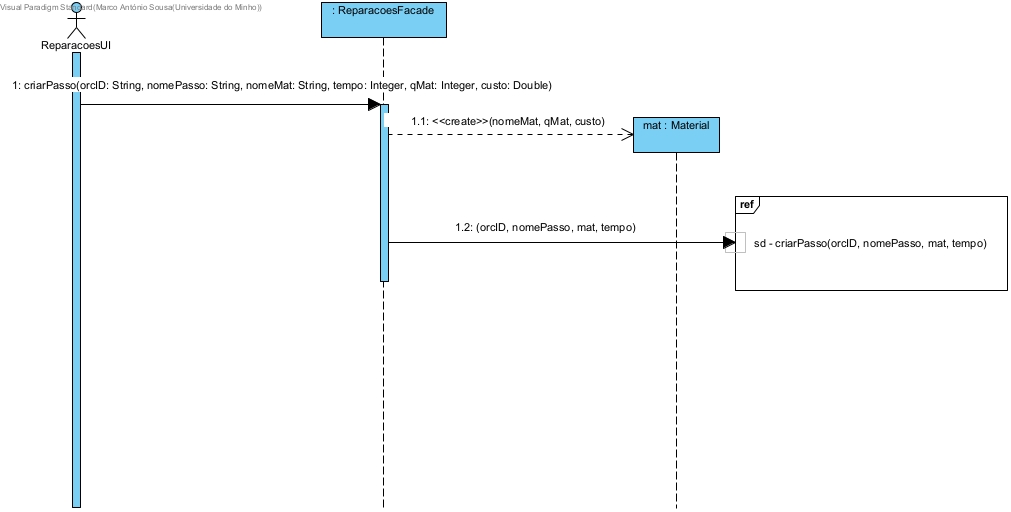 Visual Paradigm Standard(Marco António Sousa(Universidade do Minho))
: ReparacoesFacade
ReparacoesUI
1: criarPasso(orcID: String, nomePasso: String, nomeMat: String, tempo: Integer, qMat: Integer, custo: Double)
1.1: <<create>>(nomeMat, qMat, custo)
mat : Material
ref
1.2: (orcID, nomePasso, mat, tempo)
sd - criarPasso(orcID, nomePasso, mat, tempo)